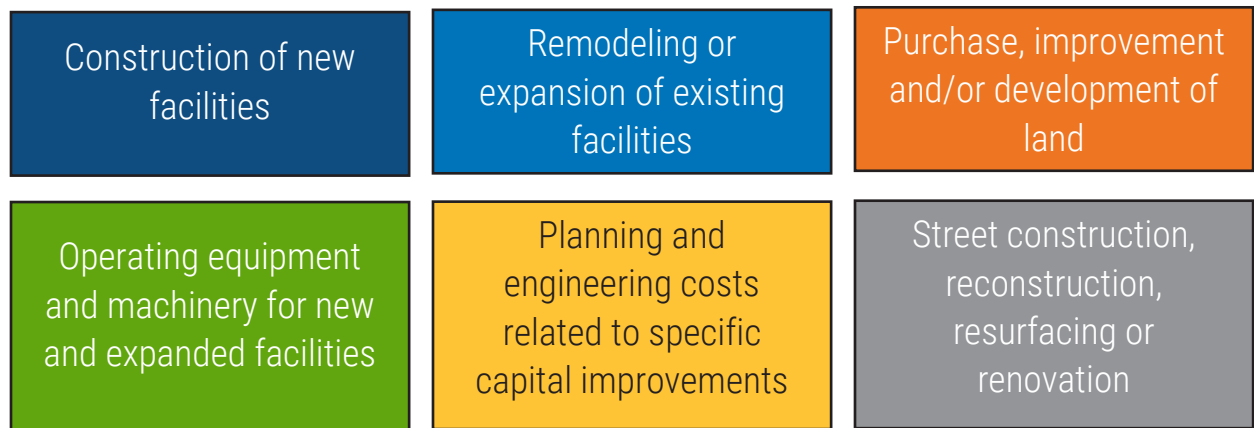 Construction of new
facilities
Remodeling or
expansion of existing
facilities
Purchase, improvement
and/or development of
land
Operating equipment
and machinery for new
and expanded facilities
Planning and
engineering costs
related to specific
capital improvements
Street construction,
reconstruction,
resurfacing or
renovation